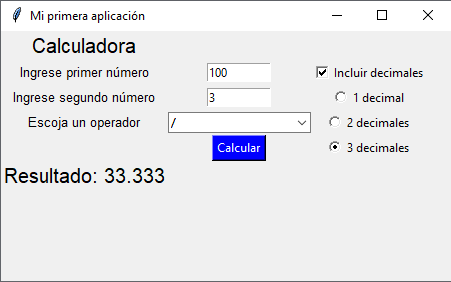 Mi primera aplicación
Calculadora
Ingrese primer número 100 Incluir decimales
Ingrese segundo número 3 1 decimal
Escoja un operador / 2 decimales
Calcular 3 decimales
Resultado: 33.333